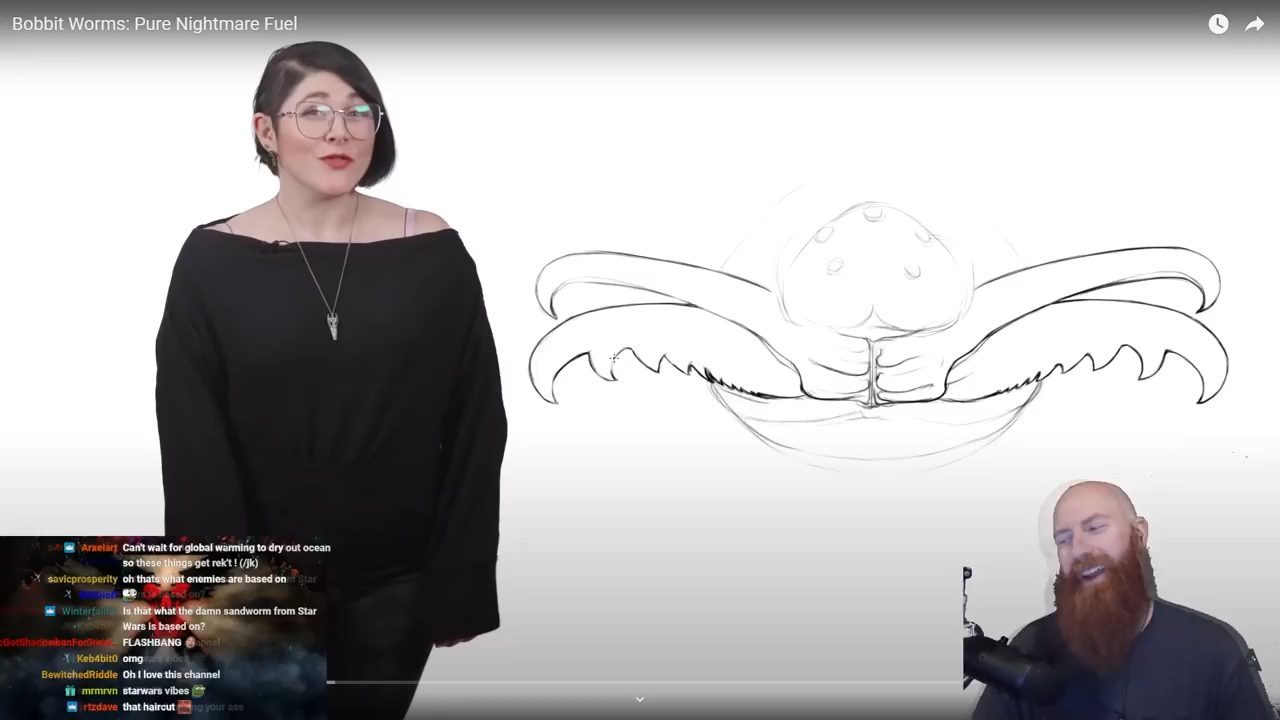 Bobbit Worms: Pure Nightmare Fuel
Arxelart Can't wait for global warming to dry out ocean
so these things get rek't ! (/jk)
savicprosperity oh thats what enemies are based on
Is that what the damn sandworm from Star
Wars is based on?
FLASHBANG
Keb4bit0 omg
BewitchedRiddle Oh I love this channel
mrmrvn starwars vibes
rtzdave that haircut